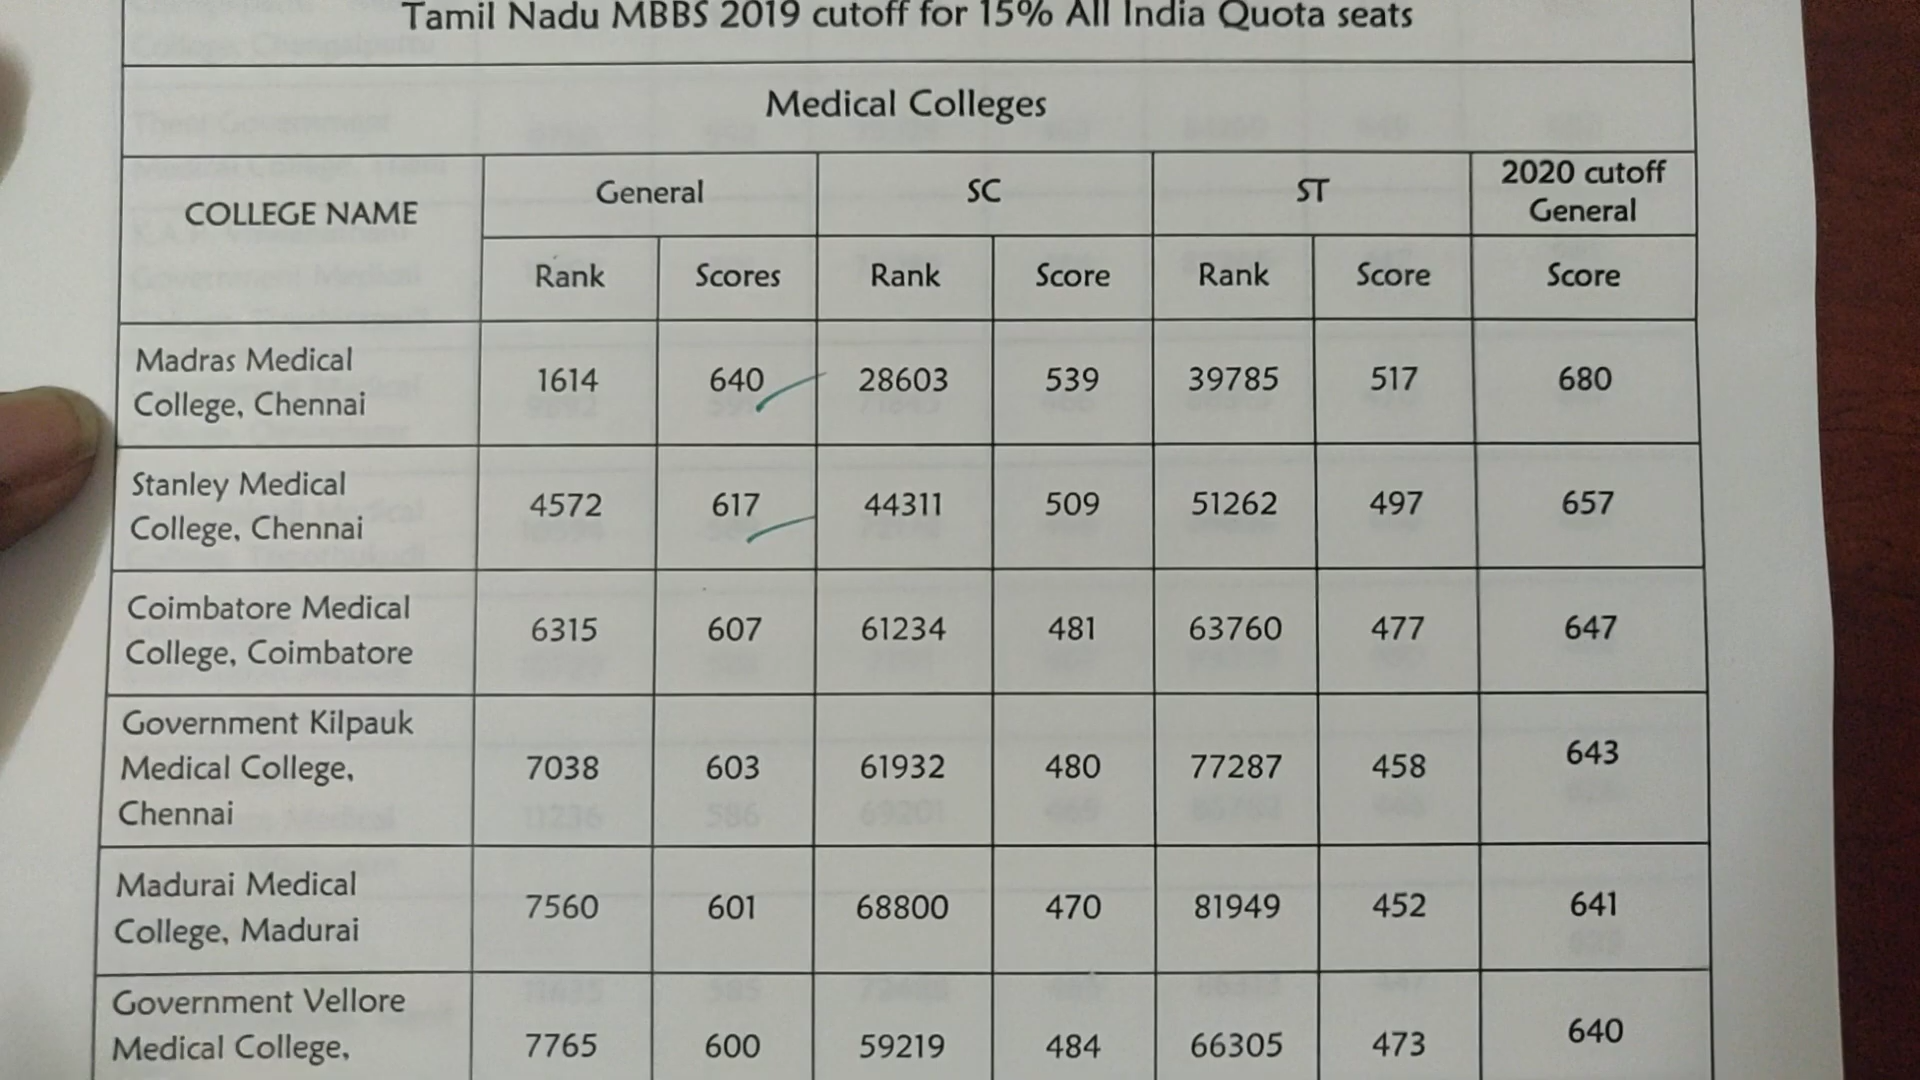 Tamil Nadu MBBS 2019 cutoff for 15% All India Quota seats
Medical Colleges
COLLEGE NAME General SC ST 2020 cutoff General
Rank Scores Rank Score Rank Score Score
Madras Medical
College, Chennai 1614 640 28603 539 39785 517 680
Stanley Medical
College, Chennai 4572 617 44311 509 51262 497 657
Coimbatore Medical
College, Coimbatore 6315 607 61234 481 63760 477 647
Government Kilpauk
Medical College, 7038 603 61932 480 77287 458 643
Chennai
Madurai Medical
College, Madurai 7560 601 68800 470 81949 452 641
Government Vellore
Medical College, 7765 600 59219 484 66305 473 640